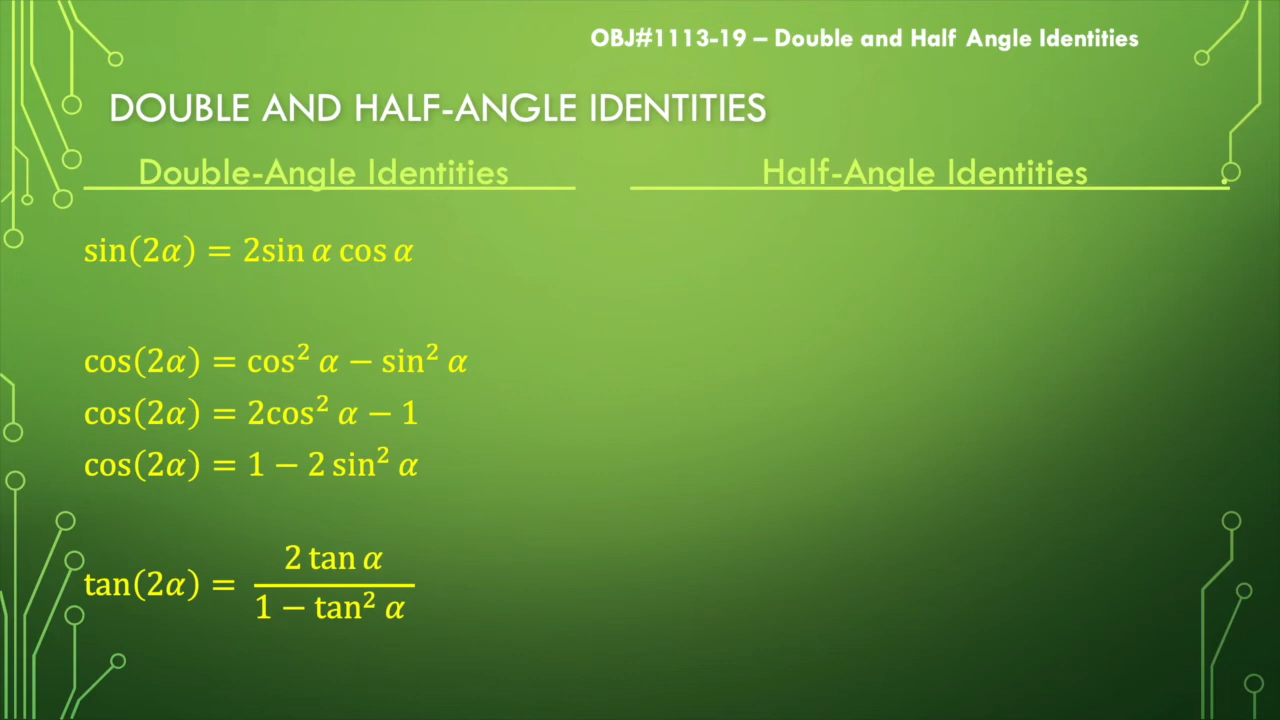 OBJ#1113-19 – Double and Half Angle Identities
DOUBLE AND HALF-ANGLE IDENTITIES
Double-Angle Identities
Half-Angle Identities .
sin(2α) = 2sin α cos α
cos(2α) = cos² α − sin² α
cos(2α) = 2cos² α − 1
cos(2α) = 1 − 2 sin² α
tan(2α) = 2 tan α / 1 − tan² α